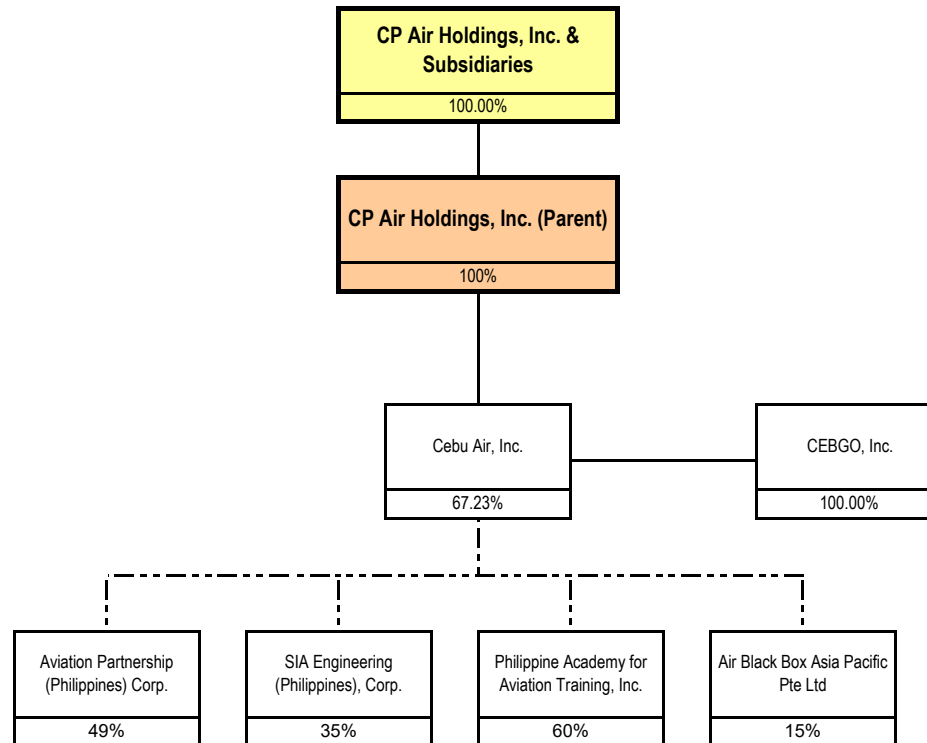 CP Air Holdings, Inc. &
Subsidiaries
100.00%
CP Air Holdings, Inc. (Parent)
100%
Cebu Air, Inc.
67.23%
CEBGO, Inc.
100.00%
Aviation Partnership
(Philippines) Corp.
49%
SIA Engineering
(Philippines), Corp.
35%
Philippine Academy for
Aviation Training, Inc.
60%
Air Black Box Asia Pacific
Pte Ltd
15%